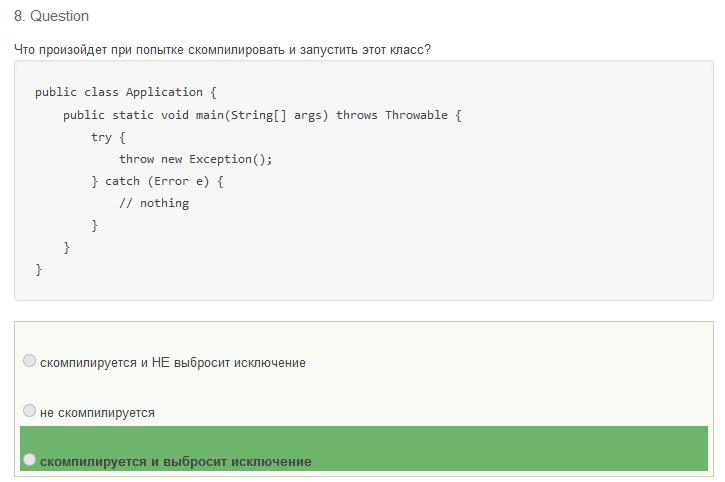 8. Question
Что произойдет при попытке скомпилировать и запустить этот класс?
public class Application {
    public static void main(String[] args) throws Throwable {
        try {
            throw new Exception();
        } catch (Error e) {
            // nothing
        }
    }
}
скомпилируется и НЕ выбросит исключение
не скомпилируется
скомпилируется и выбросит исключение